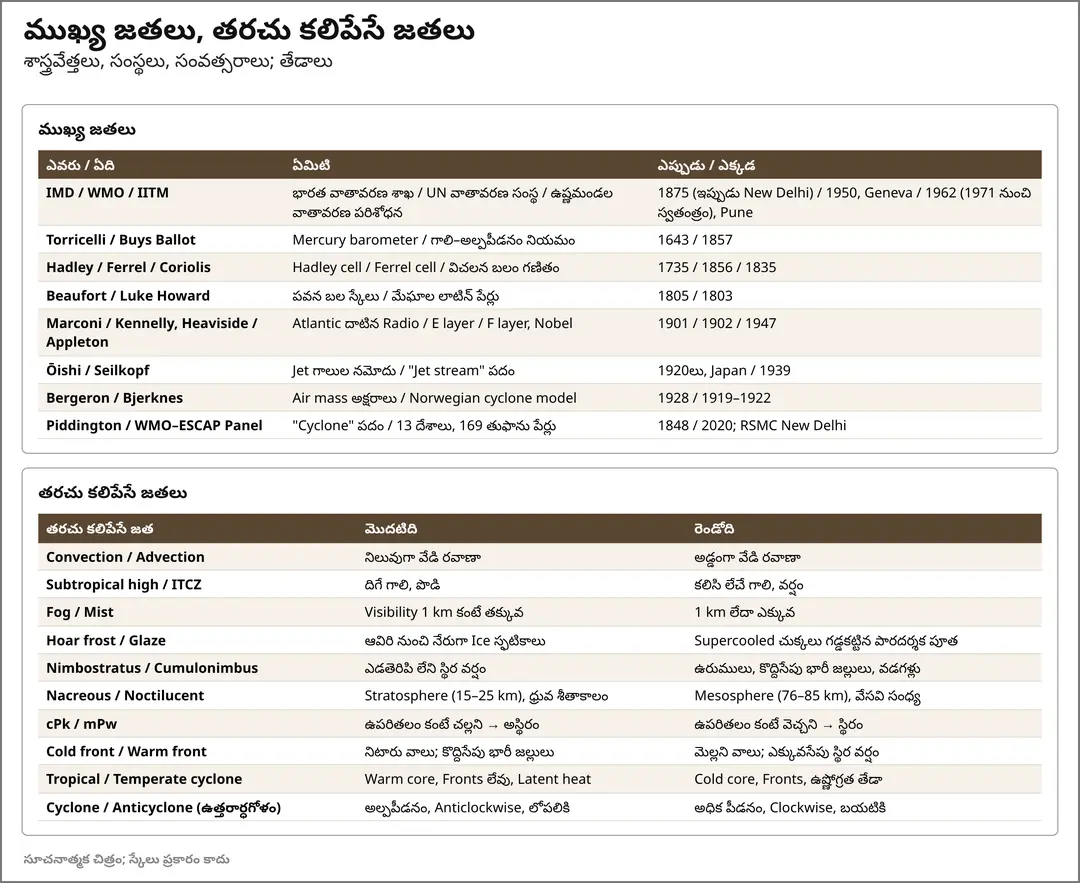 ముఖ్య జతలు, తరచు కలిపేసే జతలు
శాస్త్రవేత్తలు, సంస్థలు, సంవత్సరాలు; తేడాలు
ముఖ్య జతలు
ఎవరు / ఏది ఏమిటి ఎప్పుడు / ఎక్కడ
IMD / WMO / IITM భారత వాతావరణ శాఖ / UN వాతావరణ సంస్థ / ఉష్ణమండల 1875 (ఇప్పుడు New Delhi) / 1950, Geneva / 1962 (1971 నుంచి
వాతావరణ పరిశోధన స్వతంత్రం), Pune
Torricelli / Buys Ballot Mercury barometer / గాలి–అల్పపీడనం నియమం 1643 / 1857
Hadley / Ferrel / Coriolis Hadley cell / Ferrel cell / విచలన బలం గణితం 1735 / 1856 / 1835
Beaufort / Luke Howard పవన బల స్కేలు / మేఘాల లాటిన్ పేర్లు 1805 / 1803
Marconi / Kennelly, Heaviside / Atlantic దాటిన Radio / E layer / F layer, Nobel 1901 / 1902 / 1947
Appleton
Ōishi / Seilkopf Jet గాలుల నమోదు / "Jet stream" పదం 1920లు, Japan / 1939
Bergeron / Bjerknes Air mass అక్షరాలు / Norwegian cyclone model 1928 / 1919–1922
Piddington / WMO–ESCAP Panel "Cyclone" పదం / 13 దేశాలు, 169 తుఫాను పేర్లు 1848 / 2020; RSMC New Delhi
తరచు కలిపేసే జతలు
తరచు కలిపేసే జత మొదటిది రెండోది
Convection / Advection నిలువుగా వేడి రవాణా అడ్డంగా వేడి రవాణా
Subtropical high / ITCZ దిగే గాలి, పొడి కలిసి లేచే గాలి, వర్షం
Fog / Mist Visibility 1 km కంటే తక్కువ 1 km లేదా ఎక్కువ
Hoar frost / Glaze ఆవిరి నుంచి నేరుగా Ice స్ఫటికాలు Supercooled చుక్కలు గడ్డకట్టిన పారదర్శక పూత
Nimbostratus / Cumulonimbus ఎడతెరిపి లేని స్థిర వర్షం ఉరుములు, కొద్దిసేపు భారీ జల్లులు, వడగళ్లు
Nacreous / Noctilucent Stratosphere (15–25 km), ధ్రువ శీతాకాలం Mesosphere (76–85 km), వేసవి సంధ్య
cPk / mPw ఉపరితలం కంటే చల్లని → అస్థిరం ఉపరితలం కంటే వెచ్చని → స్థిరం
Cold front / Warm front నిటారు వాలు; కొద్దిసేపు భారీ జల్లులు మెల్లని వాలు; ఎక్కువసేపు స్థిర వర్షం
Tropical / Temperate cyclone Warm core, Fronts లేవు, Latent heat Cold core, Fronts, ఉష్ణోగ్రత తేడా
Cyclone / Anticyclone (ఉత్తరార్ధగోళం) అల్పపీడనం, Anticlockwise, లోపలికి అధిక పీడనం, Clockwise, బయటికి
సూచనాత్మక చిత్రం; స్కేలు ప్రకారం కాదు